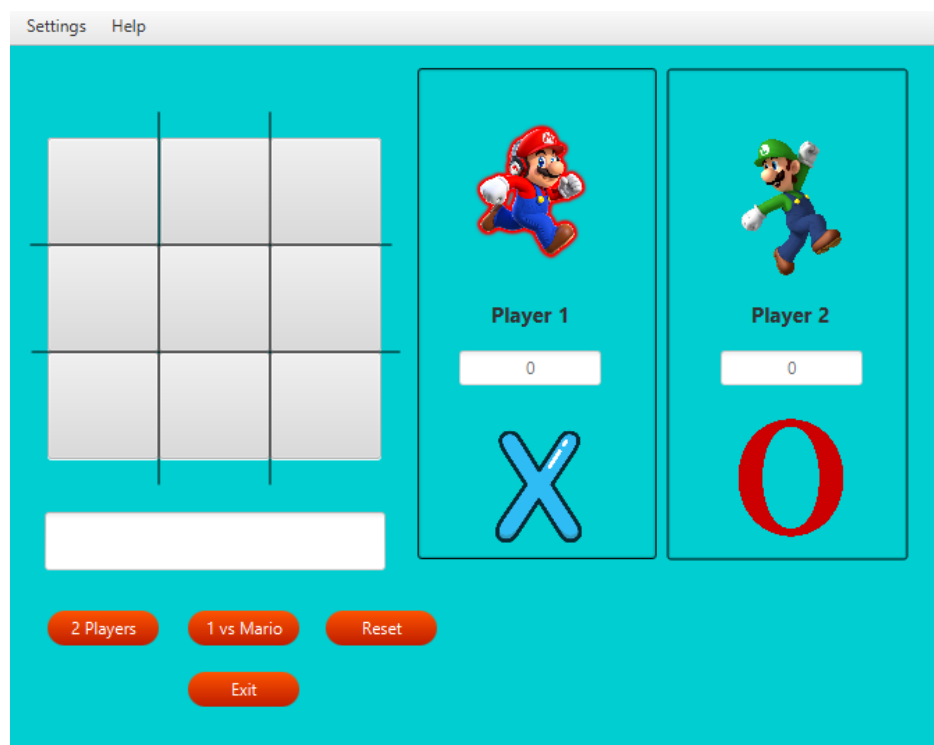 Settings Help
Player 1
Player 2
0
0
X
O
2 Players
1 vs Mario
Reset
Exit